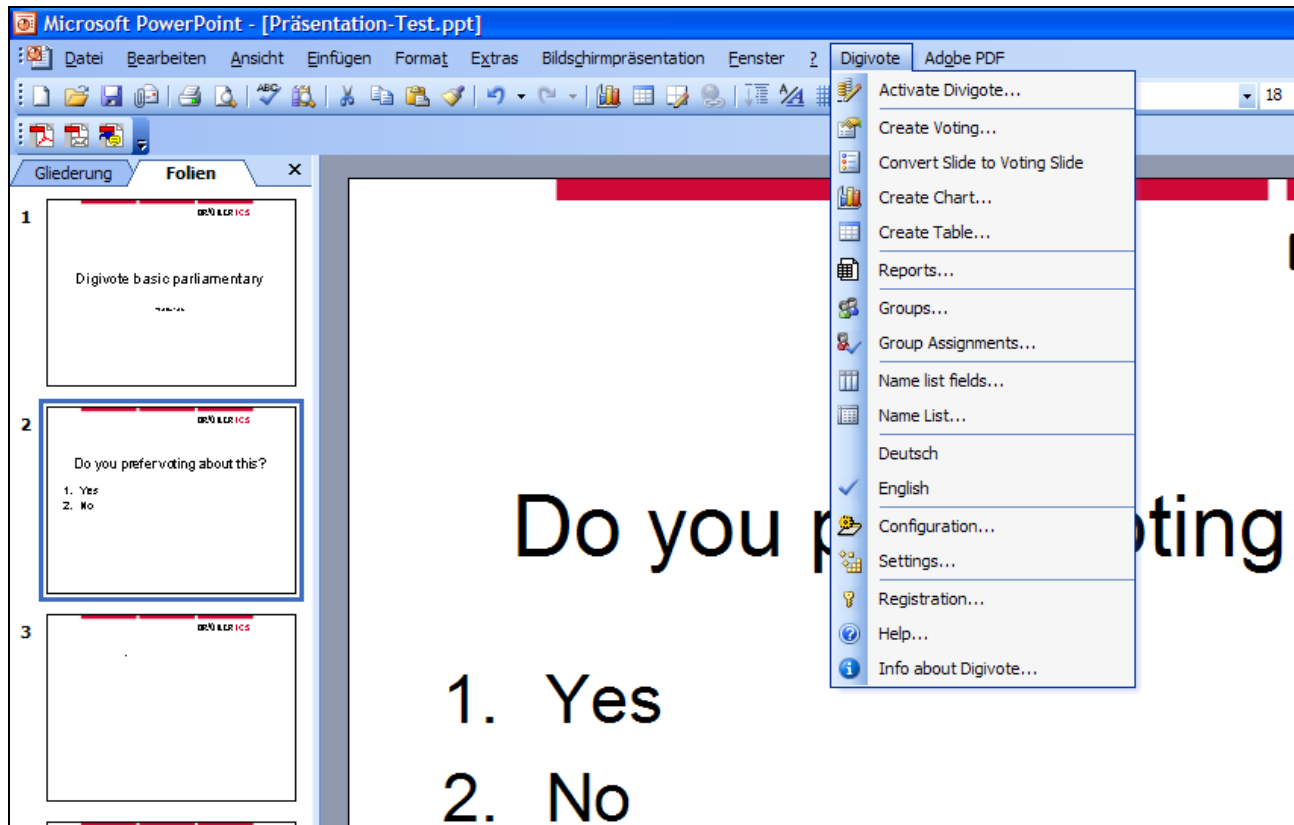 Microsoft PowerPoint - [Präsentation-Test.ppt]
Datei Bearbeiten Ansicht Einfügen Format Extras Bildschirmpräsentation Fenster ? Digivote Adobe PDF
ABC 18
Gliederung Folien
Activate Divigote...
Create Voting...
Convert Slide to Voting Slide
Create Chart...
Create Table...
Reports...
Groups...
Group Assignments...
Name list fields...
Name List...
Deutsch
English
Configuration...
Settings...
Registration...
Help...
Info about Digivote...
1
Digivote basic parliamentary
2
Do you prefer voting about this?
1. Yes
2. No
3
Do you p
ting
1. Yes
2. No